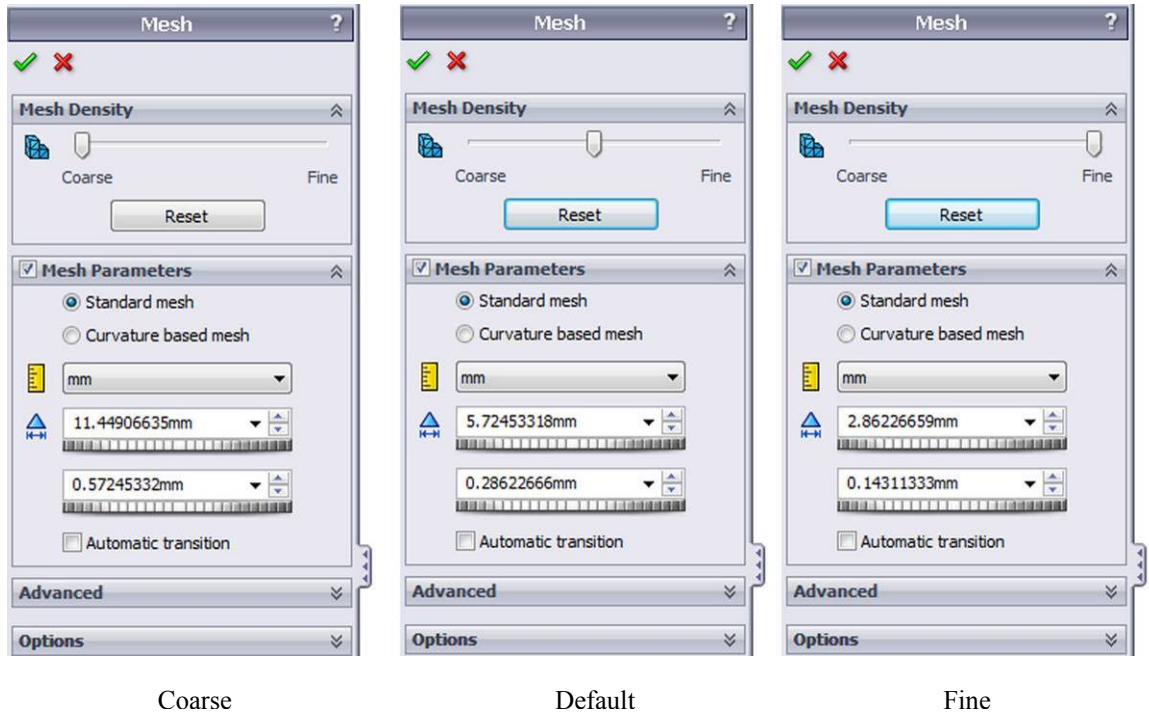 Mesh ?
Mesh Density
Coarse Fine
Reset
Mesh Parameters
Standard mesh
Curvature based mesh
mm
11.44906635mm
0.57245332mm
Automatic transition
Advanced
Options
Coarse
Mesh ?
Mesh Density
Coarse Fine
Reset
Mesh Parameters
Standard mesh
Curvature based mesh
mm
5.72453318mm
0.28622666mm
Automatic transition
Advanced
Options
Default
Mesh ?
Mesh Density
Coarse Fine
Reset
Mesh Parameters
Standard mesh
Curvature based mesh
mm
2.86226659mm
0.14311333mm
Automatic transition
Advanced
Options
Fine